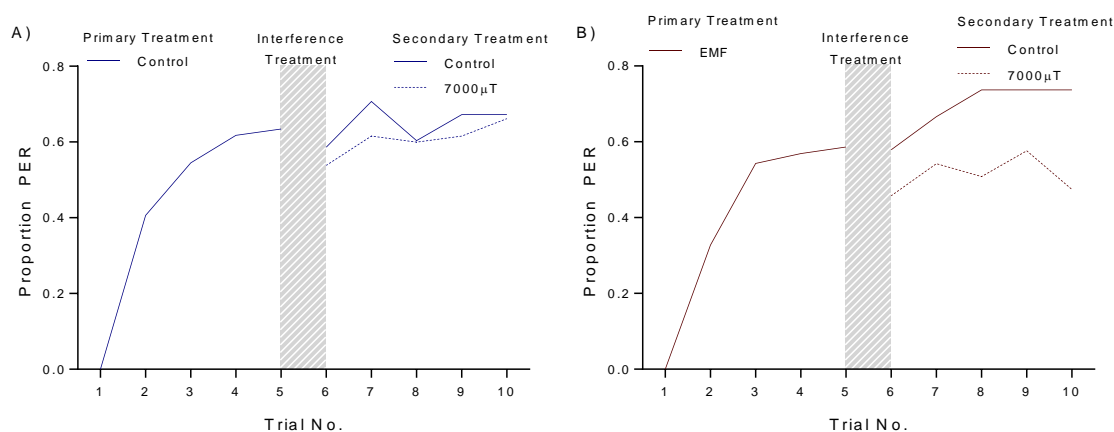 A)
Primary Treatment
Control
Interference
Treatment
Secondary Treatment
Control
7000μT
0.8
0.6
0.4
0.2
0.0
Proportion PER
1 2 3 4 5 6 7 8 9 10
Trial No.
B)
Primary Treatment
EMF
Interference
Treatment
Secondary Treatment
Control
7000μT
0.8
0.6
0.4
0.2
0.0
Proportion PER
1 2 3 4 5 6 7 8 9 10
Trial No.